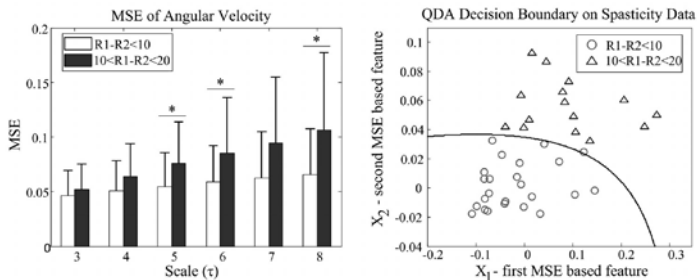 MSE of Angular Velocity
R1-R2<10
10<R1-R2<20
*
*
*
0.2
0.15
0.1
0.05
0
MSE
3 4 5 6 7 8
Scale (τ)
QDA Decision Boundary on Spasticity Data
R1-R2<10
10<R1-R2<20
0.1
0.08
0.06
0.04
0.02
0
-0.02
-0.04
X2 - second MSE based feature
-0.2 -0.1 0 0.1 0.2 0.3
X1- first MSE based feature